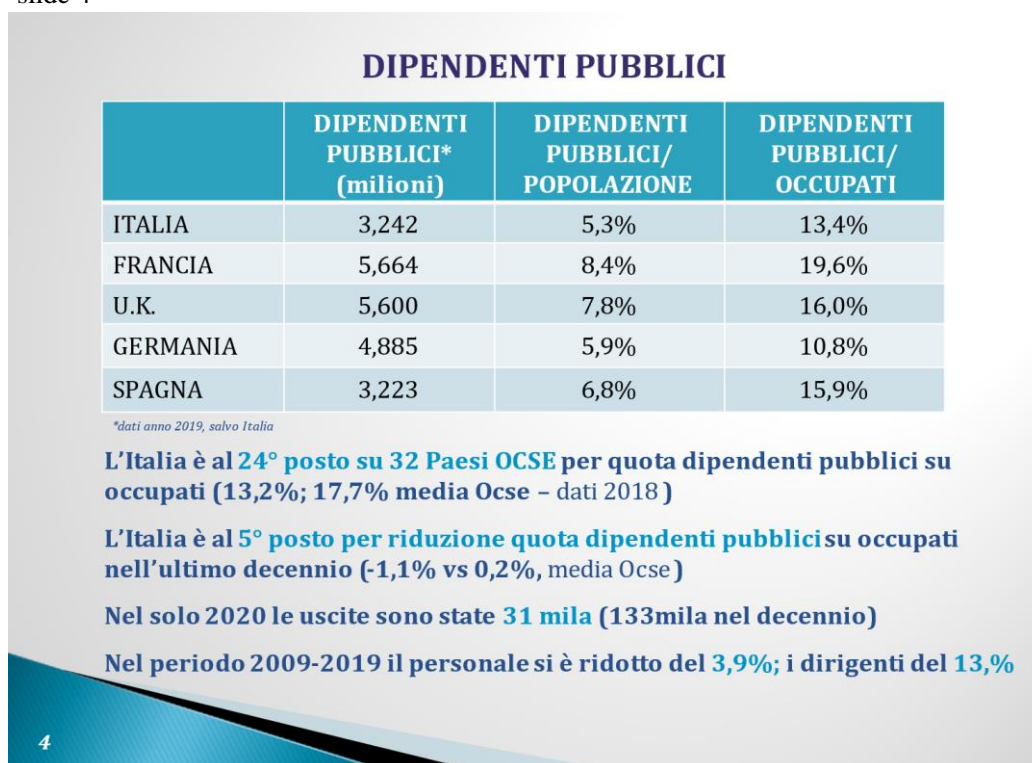 DIPENDENTI PUBBLICI
DIPENDENTI PUBBLICI* (milioni) DIPENDENTI PUBBLICI/ POPOLAZIONE DIPENDENTI PUBBLICI/ OCCUPATI
ITALIA 3,242 5,3% 13,4%
FRANCIA 5,664 8,4% 19,6%
U.K. 5,600 7,8% 16,0%
GERMANIA 4,885 5,9% 10,8%
SPAGNA 3,223 6,8% 15,9%
*dati anno 2019, salvo Italia
L’Italia è al 24° posto su 32 Paesi OCSE per quota dipendenti pubblici su
occupati (13,2%; 17,7% media Ocse – dati 2018 )
L’Italia è al 5° posto per riduzione quota dipendenti pubblici su occupati
nell’ultimo decennio (-1,1% vs 0,2%, media Ocse)
Nel solo 2020 le uscite sono state 31 mila (133mila nel decennio)
Nel periodo 2009-2019 il personale si è ridotto del 3,9%; i dirigenti del 13,%
4